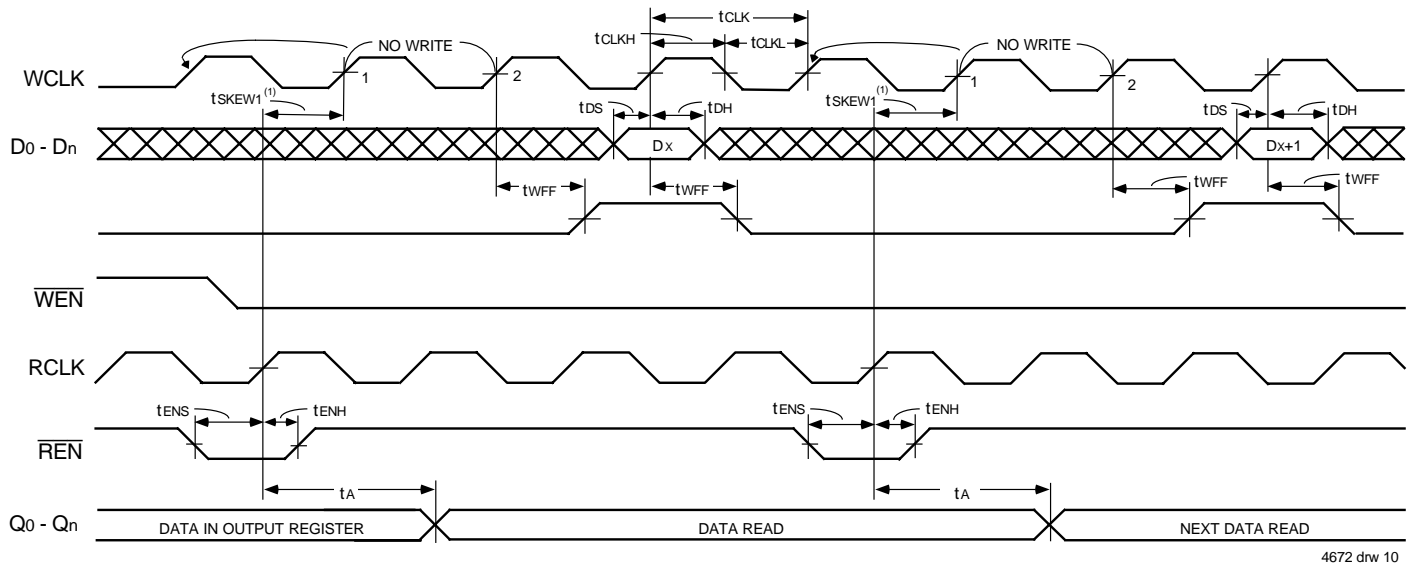 tCLK
NO WRITE
tCLKH
tCLKL
NO WRITE
WCLK
1
2
1
2
tSKEW1(1)
tDS
tDH
tSKEW1(1)
tDS
tDH
D0 - Dn
DX
DX+1
tWFF
tWFF
tWFF
tWFF
WEN
RCLK
tENS
tENH
tENS
tENH
REN
tA
tA
Q0 - Qn
DATA IN OUTPUT REGISTER
DATA READ
NEXT DATA READ
4672 drw 10